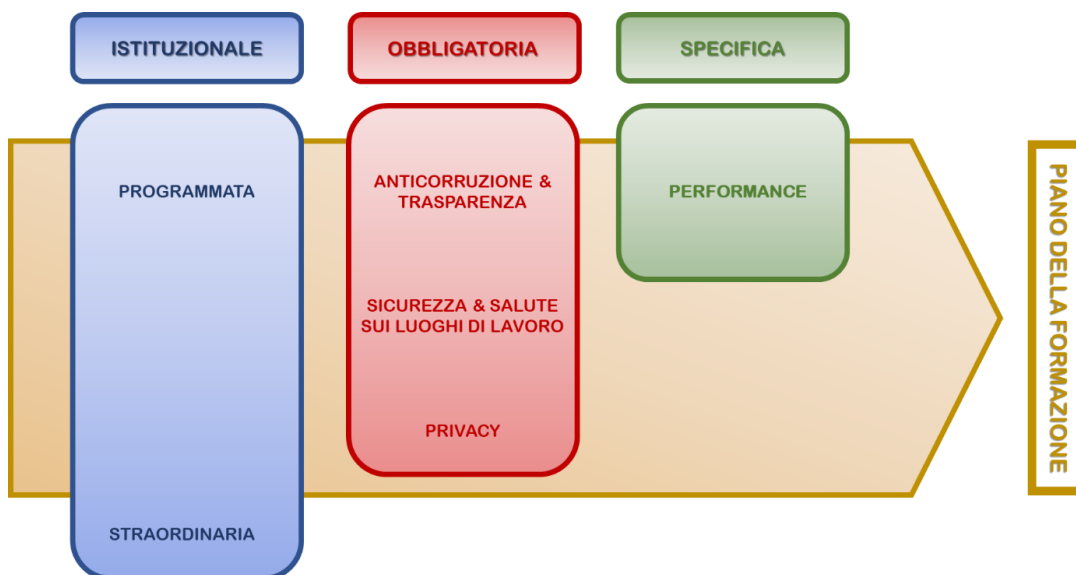 ISTITUZIONALE
OBBLIGATORIA
SPECIFICA
PROGRAMMATA
STRAORDINARIA
ANTICORRUZIONE &
TRASPARENZA
SICUREZZA & SALUTE
SUI LUOGHI DI LAVORO
PRIVACY
PERFORMANCE
PIANO DELLA FORMAZIONE